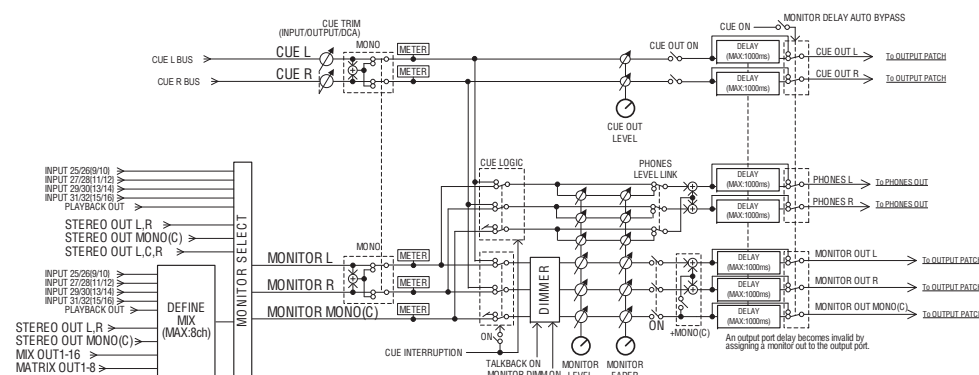 CUE TRIM
(INPUT/OUTPUT/DCA)
MONO
CUE ON
MONITOR DELAY AUTO BYPASS
CUE L BUS
CUE L
METER
CUE OUT ON
DELAY
(MAX:1000ms)
CUE OUT L
To OUTPUT PATCH
CUE R BUS
CUE R
METER
DELAY
(MAX:1000ms)
CUE OUT R
To OUTPUT PATCH
CUE OUT
LEVEL
CUE LOGIC
PHONES
LEVEL LINK
INPUT 25/26(9/10)
INPUT 27/28(11/12)
INPUT 29/30(13/14)
INPUT 31/32(15/16)
PLAYBACK OUT
STEREO OUT L,R
STEREO OUT MONO(C)
STEREO OUT L,C,R
MONITOR SELECT
DELAY
(MAX:1000ms)
PHONES L
To PHONES OUT
DELAY
(MAX:1000ms)
PHONES R
To PHONES OUT
MONO
MONITOR L
METER
MONITOR R
METER
MONITOR MONO(C)
METER
DIMMER
DELAY
(MAX:1000ms)
MONITOR OUT L
To OUTPUT PATCH
DELAY
(MAX:1000ms)
MONITOR OUT R
To OUTPUT PATCH
DELAY
(MAX:1000ms)
MONITOR OUT MONO(C)
To OUTPUT PATCH
INPUT 25/26(9/10)
INPUT 27/28(11/12)
INPUT 29/30(13/14)
INPUT 31/32(15/16)
PLAYBACK OUT
STEREO OUT L,R
STEREO OUT MONO(C)
MIX OUT1-16
MATRIX OUT1-8
DEFINE
MIX
(MAX:8ch)
ON
ON
+MONO(C)
An output port delay becomes invalid by
assigning a monitor out to the output port.
CUE INTERRUPTION
TALKBACK ON
MONITOR DIMM ON
MONITOR
LEVEL
MONITOR
FADER